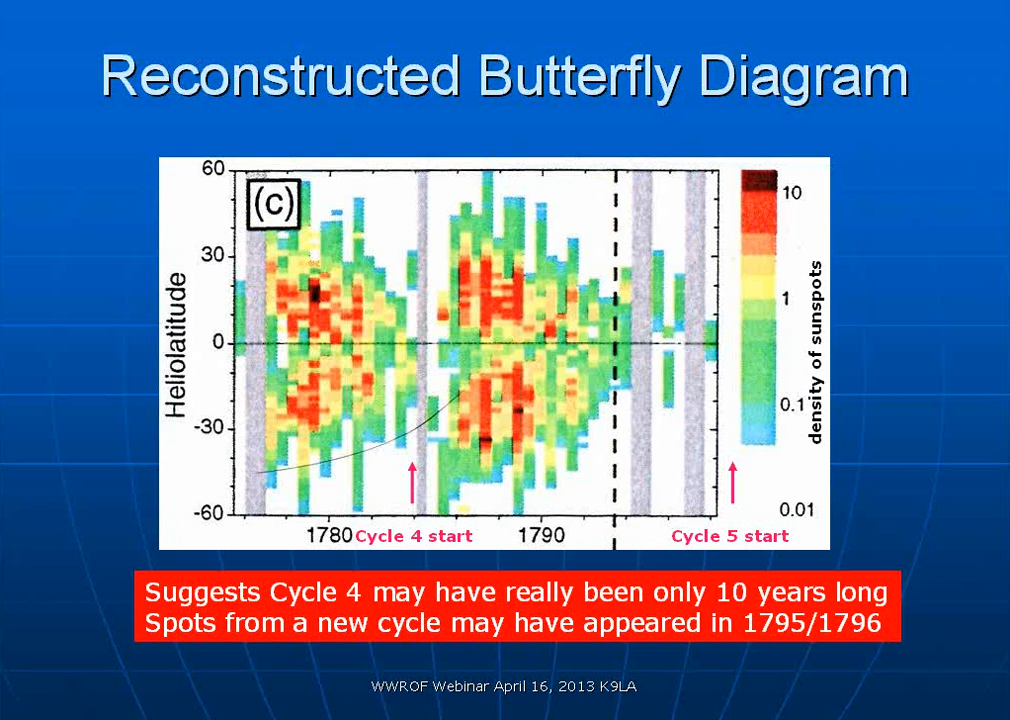 Reconstructed Butterfly Diagram
60
(c)
10
30
Heliolatitude
1
0
density of sunspots
0.1
-30
0.01
-60
1780 Cycle 4 start 1790 Cycle 5 start
Suggests Cycle 4 may have really been only 10 years long
Spots from a new cycle may have appeared in 1795/1796
WWROF Webinar April 16, 2013 K9LA